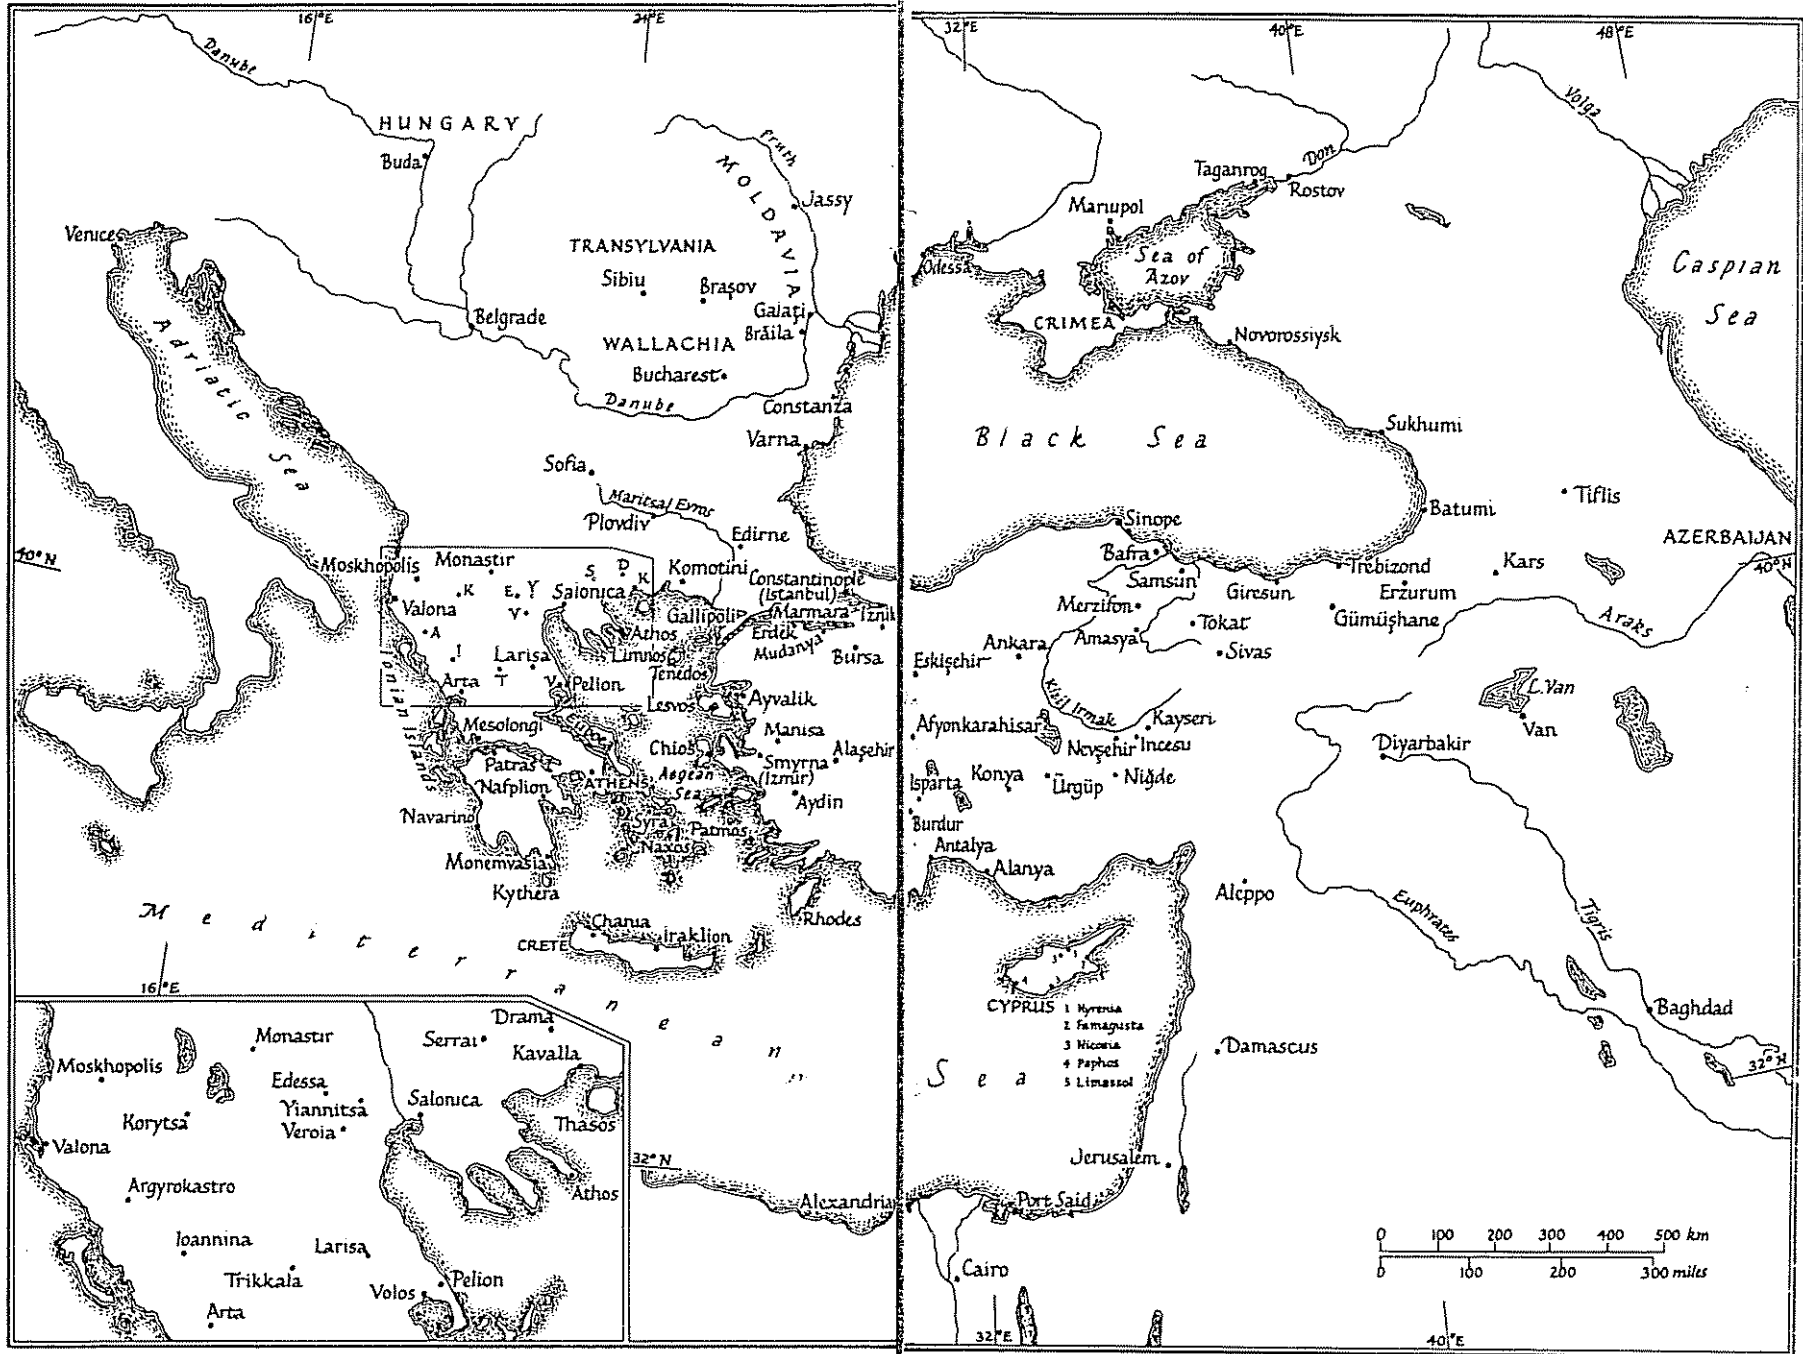 16°E
24°E
32°E
40°E
48°E
Danube
HUNGARY
Buda
Pruth
MOLDAVIA
Jassy
Venice
TRANSYLVANIA
Sibiu
Braşov
Galaţi
Brăila
Belgrade
WALLACHIA
Bucharest
Danube
Constanza
Varna
Adriatic Sea
Sofia
Maritsa/Evros
Plovdiv
Edirne
40°N
Moskhopolis
Monastir
S
D
K
Komotini
Constantinople
(Istanbul)
K
E
Y
Salonica
Valona
V
Gallipoli
Marmara
Iznik
A
Athos
Erdek
Mudanya
I
Larisa
Limnos
Bursa
Tenedos
Arta
T
V
Pelion
Lesvos
Ayvalik
Ionian Islands
Mesolongi
Euboea
Chios
Manisa
Alaşehir
Patras
Smyrna
(Izmir)
Nafplion
ATHENS
Aegean
Sea
Aydin
Navarino
Syra
Patmos
Naxos
Monemvasia
Kythera
Rhodes
Chania
Iraklion
CRETE
Mediterranean
Sea
16°E
Volga
Don
Taganrog
Rostov
Mariupol
Sea of
Azov
Odessa
CRIMEA
Novorossiysk
Caspian
Sea
Black Sea
Sukhumi
Batumi
Tiflis
Sinope
Bafra
Samsun
AZERBAIJAN
40°N
Trebizond
Kars
Giresun
Erzurum
Merzifon
Gümüşhane
Araks
Amasya
Tokat
Ankara
Sivas
Eskişehir
Kizil Irmak
L.Van
Van
Afyonkarahisar
Kayseri
Nevşehir
Incesu
Diyarbakir
Isparta
Konya
Ürgüp
Niğde
Burdur
Antalya
Alanya
Aleppo
Euphrates
Tigris
CYPRUS
1 Kyrenia
2 Famagusta
3 Nicosia
4 Paphos
5 Limassol
Baghdad
Damascus
32°N
Jerusalem
32°N
Alexandria
Port Said
Cairo
0 100 200 300 400 500 km
0 100 200 300 miles
32°E
40°E
Drama
Monastir
Serrai
Kavalla
Moskhopolis
Edessa
Yiannitsa
Salonica
Korytsa
Veroia
Thasos
Valona
Argyrokastro
Athos
Ioannina
Larisa
Trikkala
Pelion
Volos
Arta